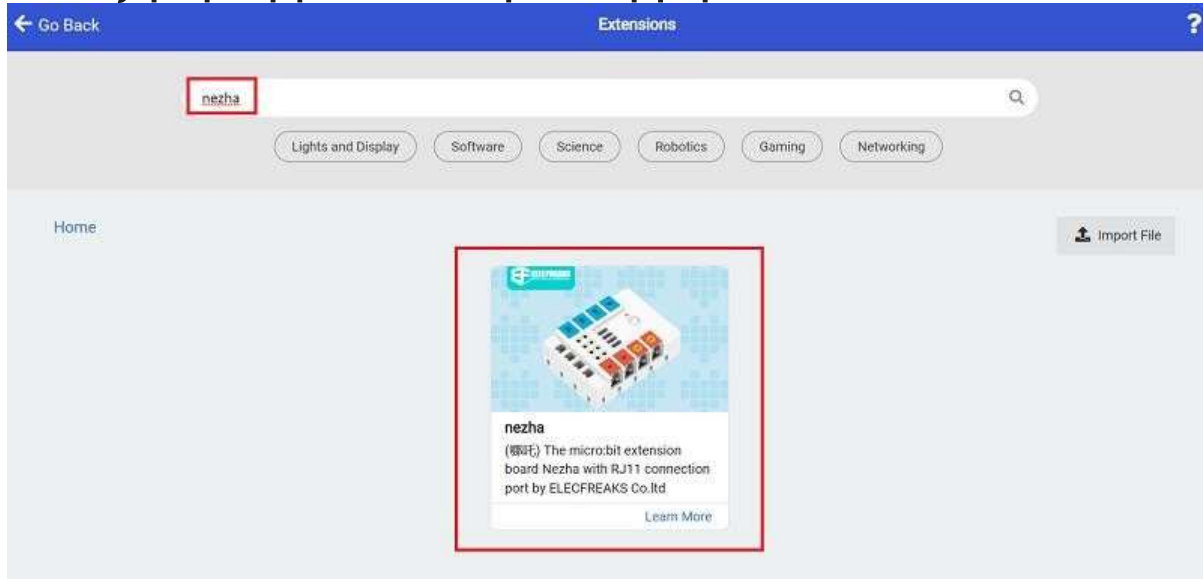 Go Back
Extensions
?
nezha
Lights and Display
Software
Science
Robotics
Gaming
Networking
Home
Import File
ELECFREAKS
nezha
(哪吒) The micro:bit extension
board Nezha with RJ11 connection
port by ELECFREAKS Co.ltd
Learn More